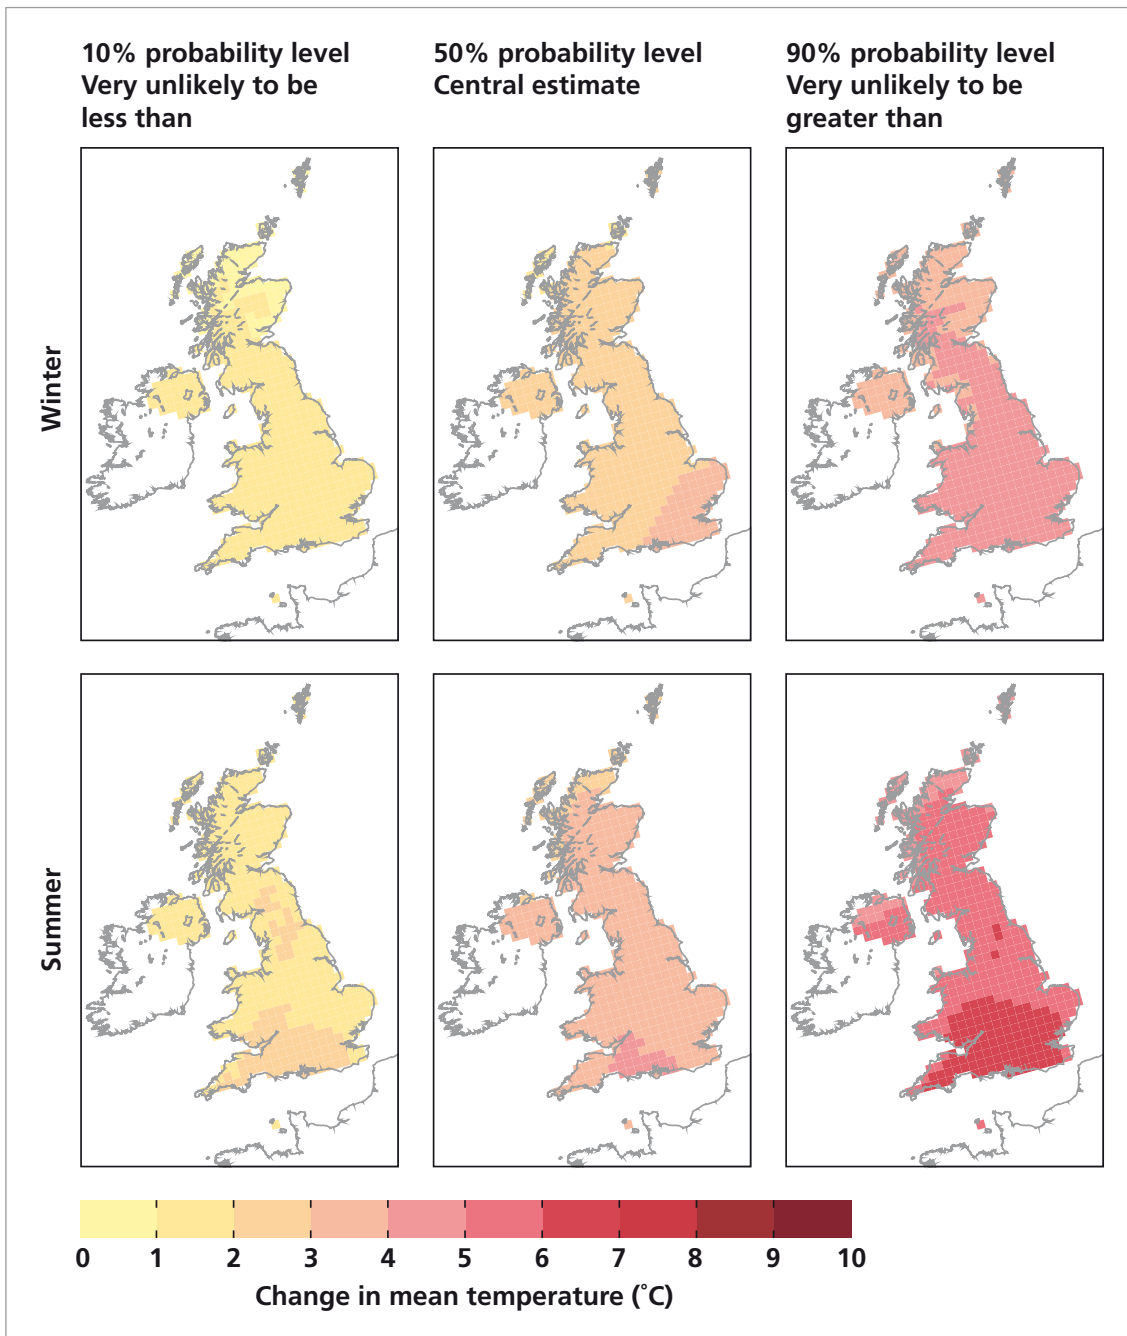 10% probability level
Very unlikely to be
less than
50% probability level
Central estimate
90% probability level
Very unlikely to be
greater than
Winter
Summer
0 1 2 3 4 5 6 7 8 9 10
Change in mean temperature (˚C)